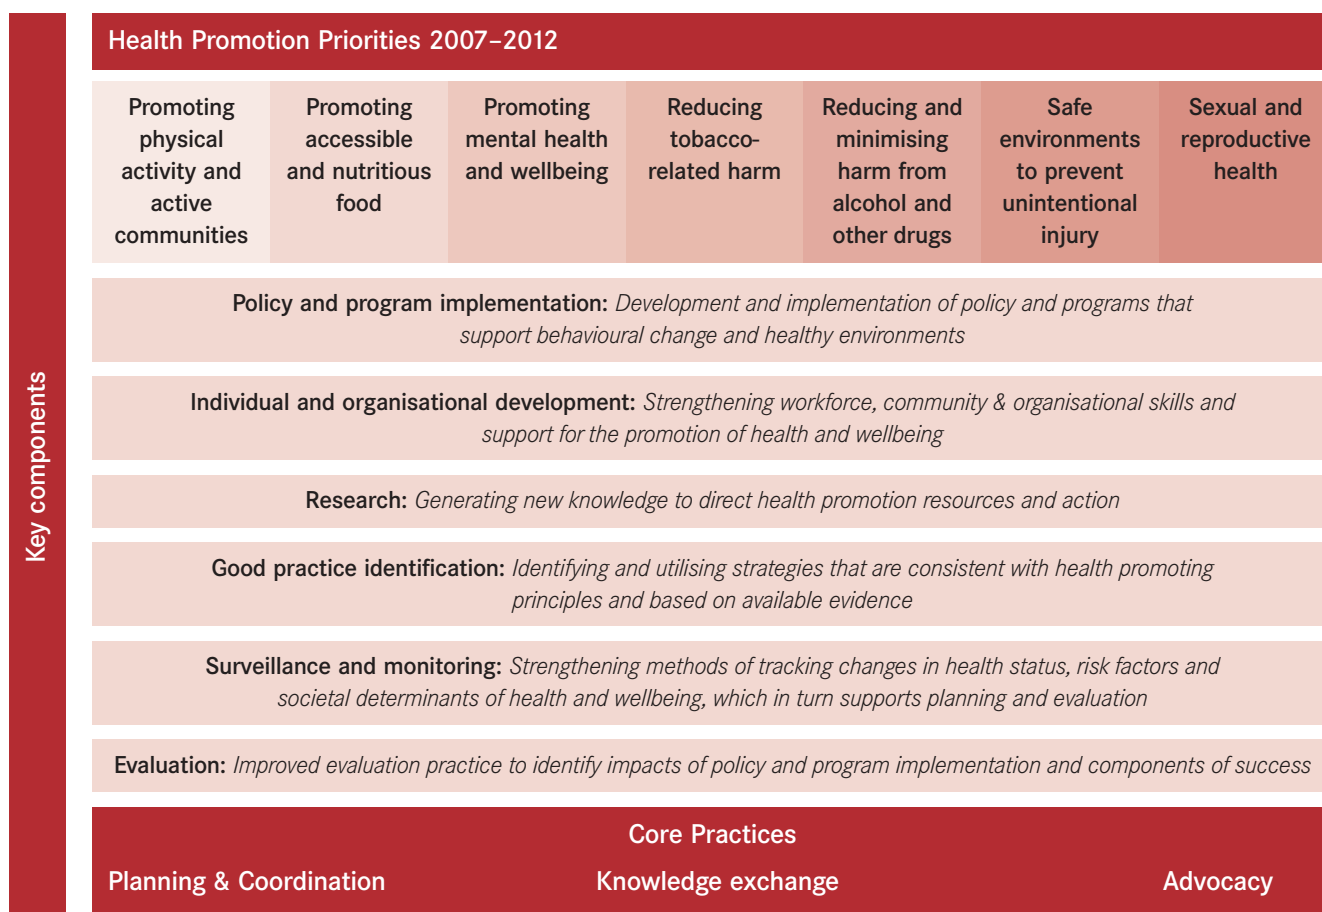 Key components
Health Promotion Priorities 2007–2012
Promoting
physical
activity and
active
communities
Promoting
accessible
and nutritious
food
Promoting
mental health
and wellbeing
Reducing
tobacco-
related harm
Reducing and
minimising
harm from
alcohol and
other drugs
Safe
environments
to prevent
unintentional
injury
Sexual and
reproductive
health
Policy and program implementation: Development and implementation of policy and programs that
support behavioural change and healthy environments
Individual and organisational development: Strengthening workforce, community & organisational skills and
support for the promotion of health and wellbeing
Research: Generating new knowledge to direct health promotion resources and action
Good practice identification: Identifying and utilising strategies that are consistent with health promoting
principles and based on available evidence
Surveillance and monitoring: Strengthening methods of tracking changes in health status, risk factors and
societal determinants of health and wellbeing, which in turn supports planning and evaluation
Evaluation: Improved evaluation practice to identify impacts of policy and program implementation and components of success
Core Practices
Planning & Coordination
Knowledge exchange
Advocacy